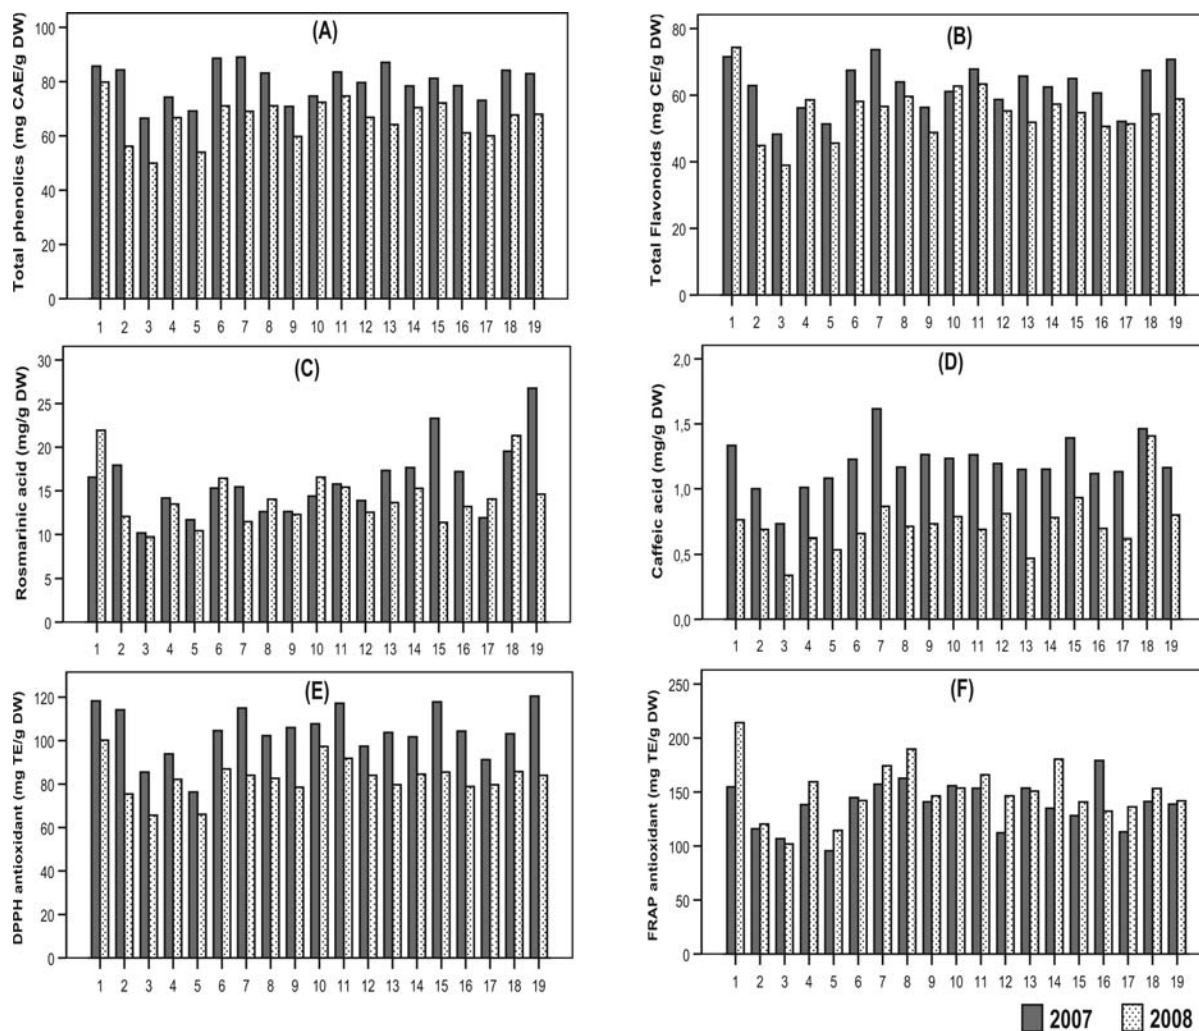 (A)
Total phenolics (mg CAE/g DW)
100
80
60
40
20
0
1 2 3 4 5 6 7 8 9 10 11 12 13 14 15 16 17 18 19
(B)
Total Flavonoids (mg CE/g DW)
80
60
40
20
0
1 2 3 4 5 6 7 8 9 10 11 12 13 14 15 16 17 18 19
(C)
Rosmarinic acid (mg/g DW)
30
25
20
15
10
5
0
1 2 3 4 5 6 7 8 9 10 11 12 13 14 15 16 17 18 19
(D)
Caffeic acid (mg/g DW)
2,0
1,5
1,0
0,5
0,0
1 2 3 4 5 6 7 8 9 10 11 12 13 14 15 16 17 18 19
(E)
DPPH antioxidant (mg TE/g DW)
120
100
80
60
40
20
0
1 2 3 4 5 6 7 8 9 10 11 12 13 14 15 16 17 18 19
(F)
FRAP antioxidant (mg TE/g DW)
250
200
150
100
50
0
1 2 3 4 5 6 7 8 9 10 11 12 13 14 15 16 17 18 19
2007 2008